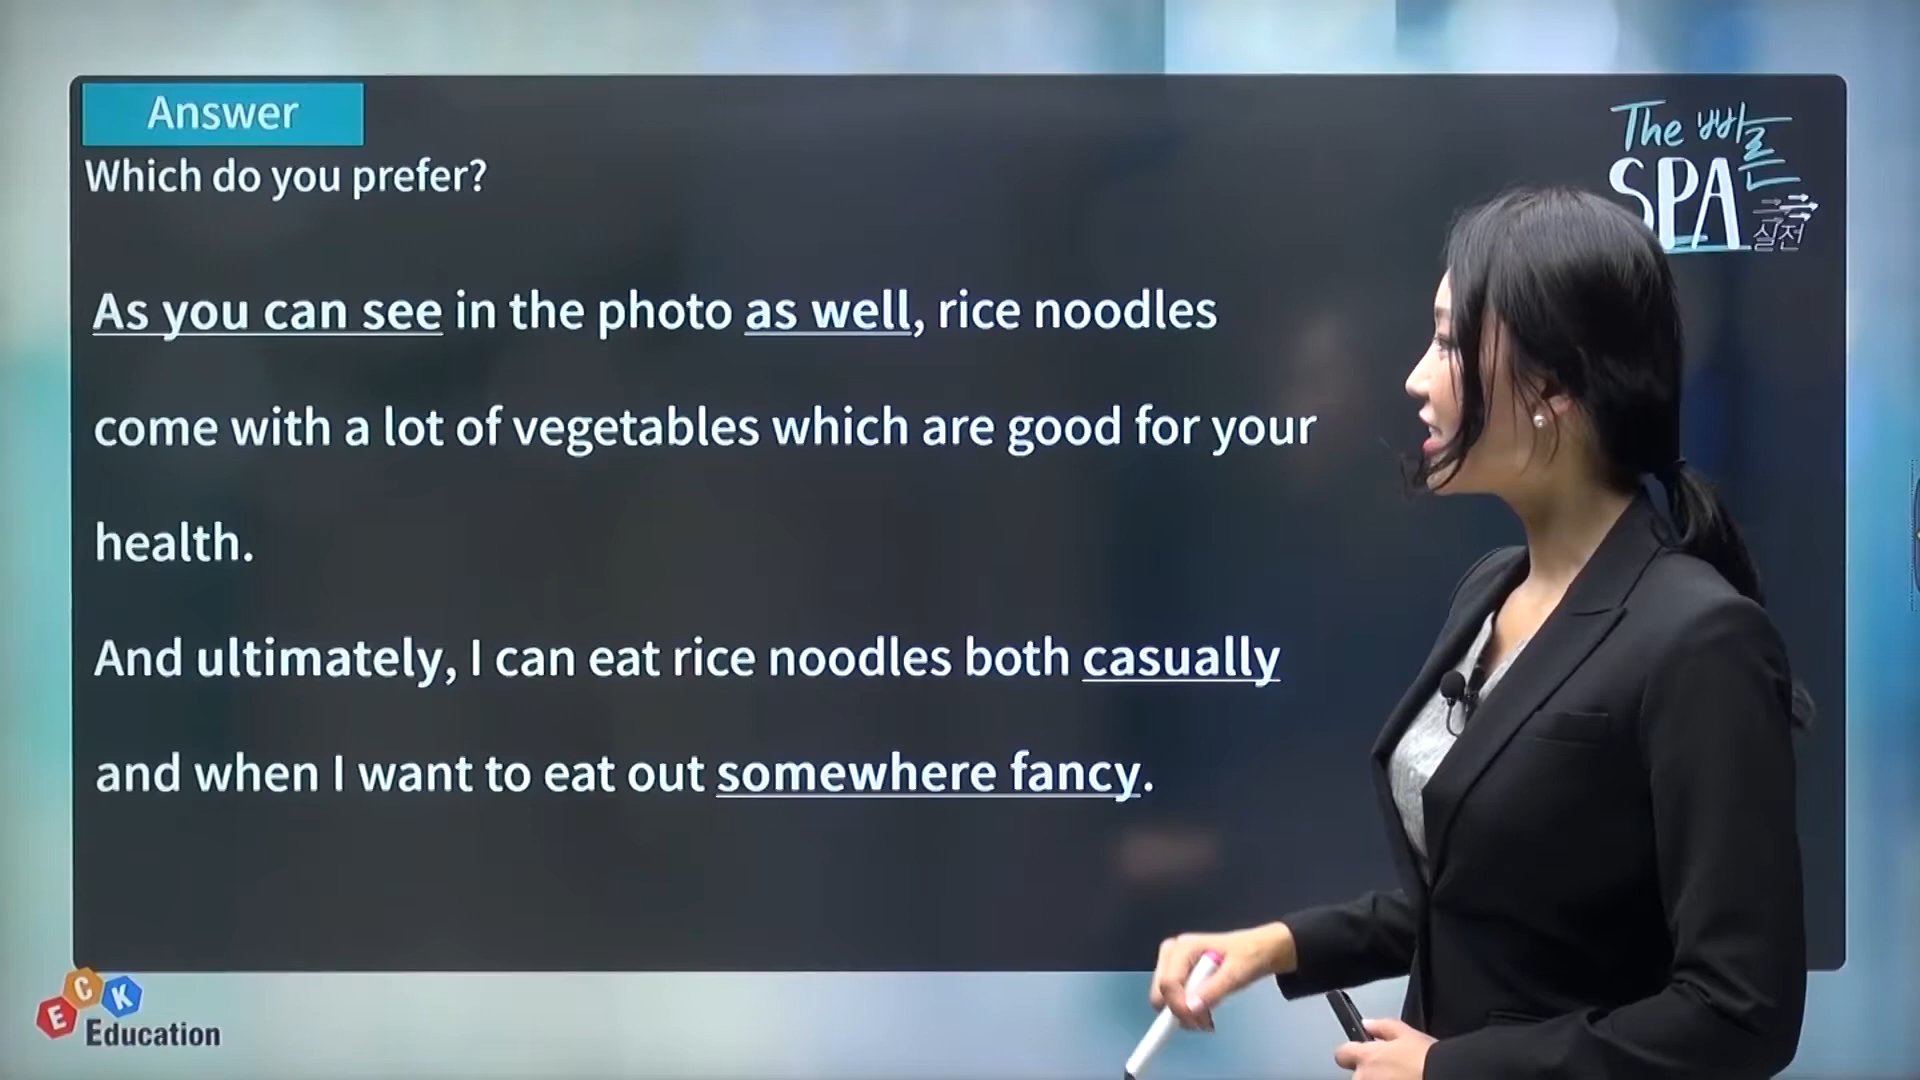 Answer
Which do you prefer?
The 빠른
SPA
실전
As you can see in the photo as well, rice noodles
come with a lot of vegetables which are good for your
health.
And ultimately, I can eat rice noodles both casually
and when I want to eat out somewhere fancy.
ECK
Education